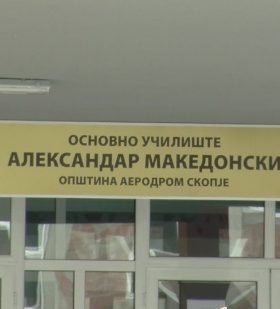 ОСНОВНО УЧИЛИШТЕ
АЛЕКСАНДАР МАКЕДОНСКИ
ОПШТИНА АЕРОДРОМ СКОПЈЕ